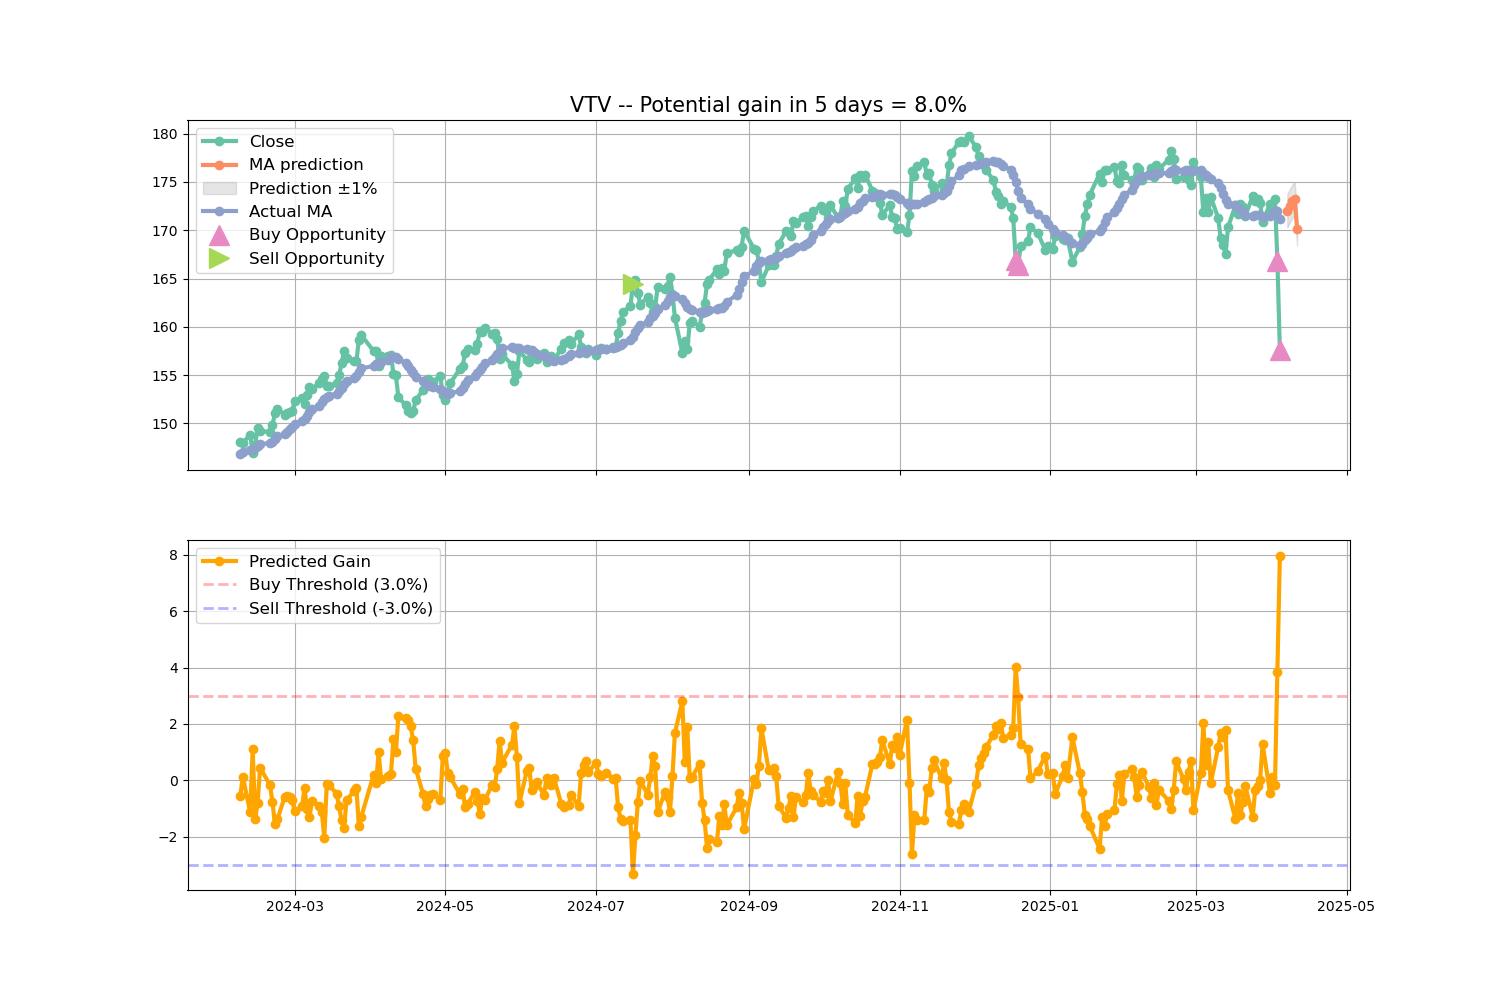 VTV -- Potential gain in 5 days = 8.0%
180
175
170
165
160
155
150
Close
MA prediction
Prediction ±1%
Actual MA
Buy Opportunity
Sell Opportunity
8
6
4
2
0
−2
Predicted Gain
Buy Threshold (3.0%)
Sell Threshold (-3.0%)
2024-03
2024-05
2024-07
2024-09
2024-11
2025-01
2025-03
2025-05